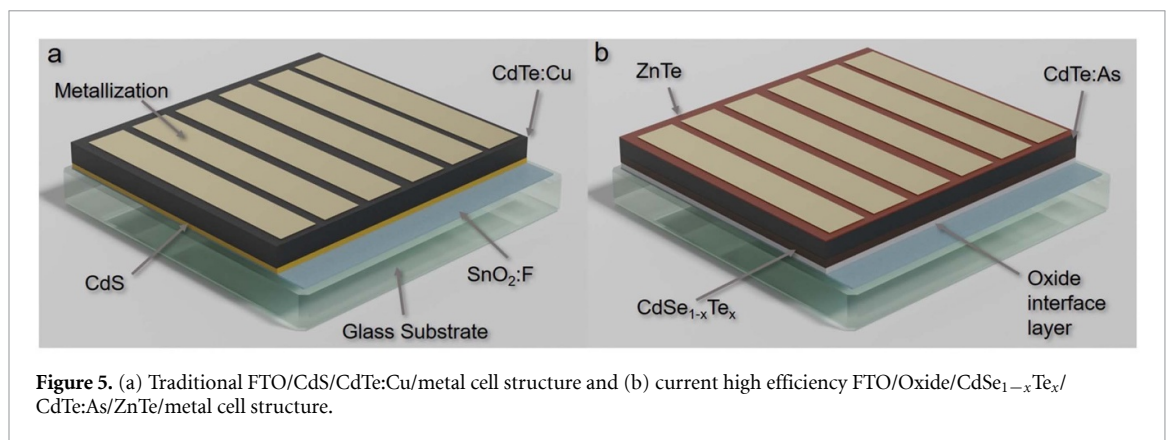 a
Metallization
CdTe:Cu
CdS
SnO₂:F
Glass Substrate
b
ZnTe
CdTe:As
CdSe₁₋ₓTeₓ
Oxide
interface
layer
Figure 5. (a) Traditional FTO/CdS/CdTe:Cu/metal cell structure and (b) current high efficiency FTO/Oxide/CdSe₁₋ₓTeₓ/
CdTe:As/ZnTe/metal cell structure.